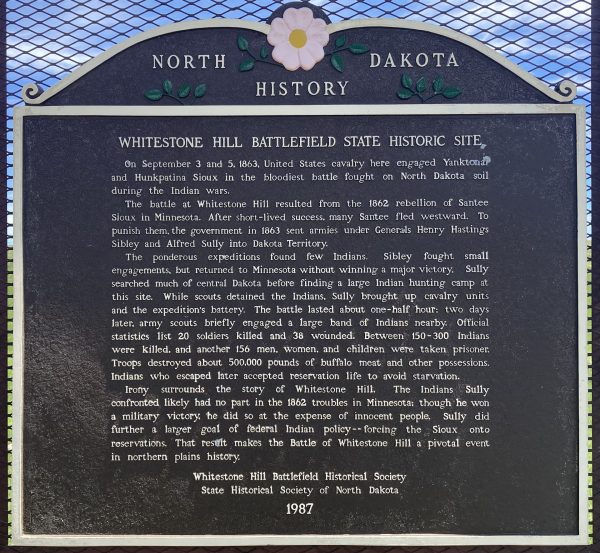 NORTH DAKOTA
HISTORY
WHITESTONE HILL BATTLEFIELD STATE HISTORIC SITE
On September 3 and 5, 1863, United States cavalry here engaged Yanktonai
and Hunkpatina Sioux in the bloodiest battle fought on North Dakota soil
during the Indian wars.
The battle at Whitestone Hill resulted from the 1862 rebellion of Santee
Sioux in Minnesota. After short-lived success, many Santee fled westward. To
punish them, the government in 1863 sent armies under Generals Henry Hastings
Sibley and Alfred Sully into Dakota Territory.
The ponderous expeditions found few Indians. Sibley fought small
engagements, but returned to Minnesota without winning a major victory. Sully
searched much of central Dakota before finding a large Indian hunting camp at
this site. While scouts detained the Indians, Sully brought up cavalry units
and the expedition's battery. The battle lasted about one-half hour; two days
later, army scouts briefly engaged a large band of Indians nearby. Official
statistics list 20 soldiers killed and 38 wounded. Between 150-300 Indians
were killed, and another 156 men, women, and children were taken prisoner.
Troops destroyed about 500,000 pounds of buffalo meat and other possessions.
Indians who escaped later accepted reservation life to avoid starvation.
Irony surrounds the story of Whitestone Hill. The Indians Sully
confronted likely had no part in the 1862 troubles in Minnesota; though he won
a military victory, he did so at the expense of innocent people. Sully did
further a larger goal of federal Indian policy--forcing the Sioux onto
reservations. That result makes the Battle of Whitestone Hill a pivotal event
in northern plains history.
Whitestone Hill Battlefield Historical Society
State Historical Society of North Dakota
1987